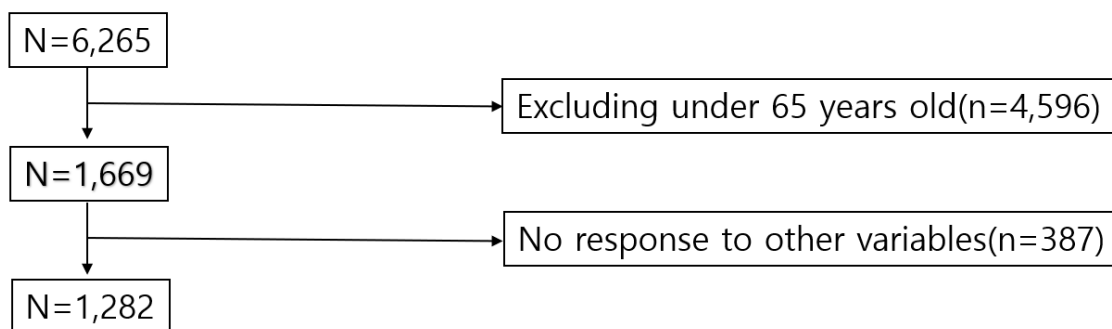 N=6,265
Excluding under 65 years old(n=4,596)
N=1,669
No response to other variables(n=387)
N=1,282